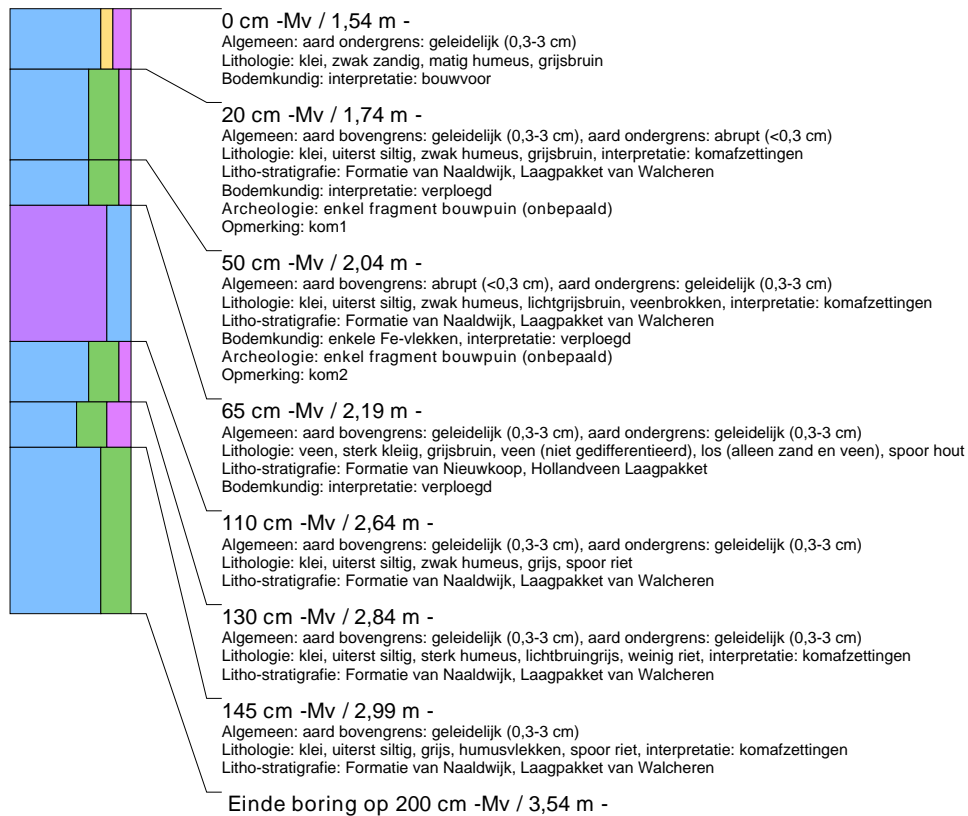 0 cm -Mv / 1,54 m -
Algemeen: aard ondergrens: geleidelijk (0,3-3 cm)
Lithologie: klei, zwak zandig, matig humeus, grijsbruin
Bodemkundig: interpretatie: bouwvoor
20 cm -Mv / 1,74 m -
Algemeen: aard bovengrens: geleidelijk (0,3-3 cm), aard ondergrens: abrupt (<0,3 cm)
Lithologie: klei, uiterst siltig, zwak humeus, grijsbruin, interpretatie: komafzettingen
Litho-stratigrafie: Formatie van Naaldwijk, Laagpakket van Walcheren
Bodemkundig: interpretatie: verploegd
Archeologie: enkel fragment bouwpuin (onbepaald)
Opmerking: kom1
50 cm -Mv / 2,04 m -
Algemeen: aard bovengrens: abrupt (<0,3 cm), aard ondergrens: geleidelijk (0,3-3 cm)
Lithologie: klei, uiterst siltig, zwak humeus, lichtgrijsbruin, veenbrokken, interpretatie: komafzettingen
Litho-stratigrafie: Formatie van Naaldwijk, Laagpakket van Walcheren
Bodemkundig: enkele Fe-vlekken, interpretatie: verploegd
Archeologie: enkel fragment bouwpuin (onbepaald)
Opmerking: kom2
65 cm -Mv / 2,19 m -
Algemeen: aard bovengrens: geleidelijk (0,3-3 cm), aard ondergrens: geleidelijk (0,3-3 cm)
Lithologie: veen, sterk kleiig, grijsbruin, veen (niet gedifferentieerd), los (alleen zand en veen), spoor hout
Litho-stratigrafie: Formatie van Nieuwkoop, Hollandveen Laagpakket
Bodemkundig: interpretatie: verploegd
110 cm -Mv / 2,64 m -
Algemeen: aard bovengrens: geleidelijk (0,3-3 cm), aard ondergrens: geleidelijk (0,3-3 cm)
Lithologie: klei, uiterst siltig, zwak humeus, grijs, spoor riet
Litho-stratigrafie: Formatie van Naaldwijk, Laagpakket van Walcheren
130 cm -Mv / 2,84 m -
Algemeen: aard bovengrens: geleidelijk (0,3-3 cm), aard ondergrens: geleidelijk (0,3-3 cm)
Lithologie: klei, uiterst siltig, sterk humeus, lichtbruingrijs, weinig riet, interpretatie: komafzettingen
Litho-stratigrafie: Formatie van Naaldwijk, Laagpakket van Walcheren
145 cm -Mv / 2,99 m -
Algemeen: aard bovengrens: geleidelijk (0,3-3 cm)
Lithologie: klei, uiterst siltig, grijs, humusvlekken, spoor riet, interpretatie: komafzettingen
Litho-stratigrafie: Formatie van Naaldwijk, Laagpakket van Walcheren
Einde boring op 200 cm -Mv / 3,54 m -